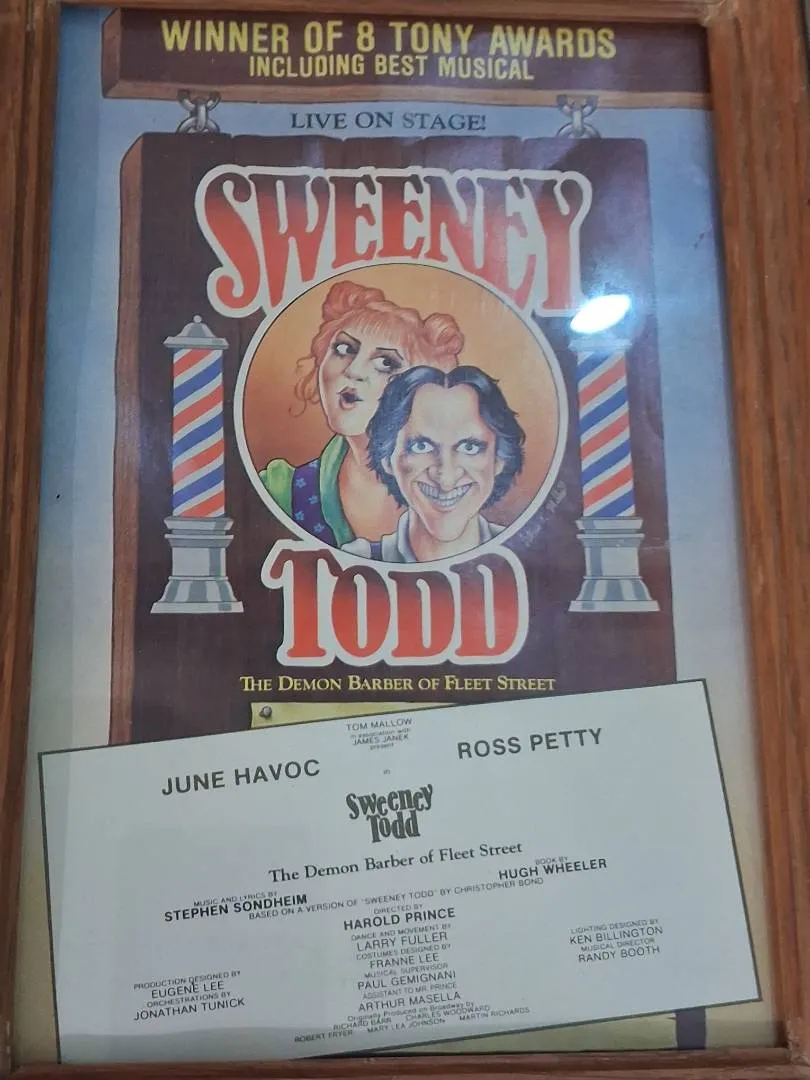 WINNER OF 8 TONY AWARDS
INCLUDING BEST MUSICAL
LIVE ON STAGE!
SWEENEY
TODD
THE DEMON BARBER OF FLEET STREET
TOM MALLOW
in association with
JAMES JANEK
present
JUNE HAVOC
ROSS PETTY
in
Sweeney
Todd
The Demon Barber of Fleet Street
MUSIC AND LYRICS BY
STEPHEN SONDHEIM
BOOK BY
HUGH WHEELER
BASED ON A VERSION OF "SWEENEY TODD" BY CHRISTOPHER BOND
DIRECTED BY
HAROLD PRINCE
DANCE AND MOVEMENT BY
LARRY FULLER
COSTUMES DESIGNED BY
FRANNE LEE
MUSICAL SUPERVISOR
PAUL GEMIGNANI
ASSISTANT TO MR. PRINCE
ARTHUR MASELLA
PRODUCTION DESIGNED BY
EUGENE LEE
ORCHESTRATIONS BY
JONATHAN TUNICK
LIGHTING DESIGNED BY
KEN BILLINGTON
MUSICAL DIRECTOR
RANDY BOOTH
Originally Produced on Broadway by
RICHARD BARR CHARLES WOODWARD
ROBERT FRYER MARY LEA JOHNSON MARTIN RICHARDS